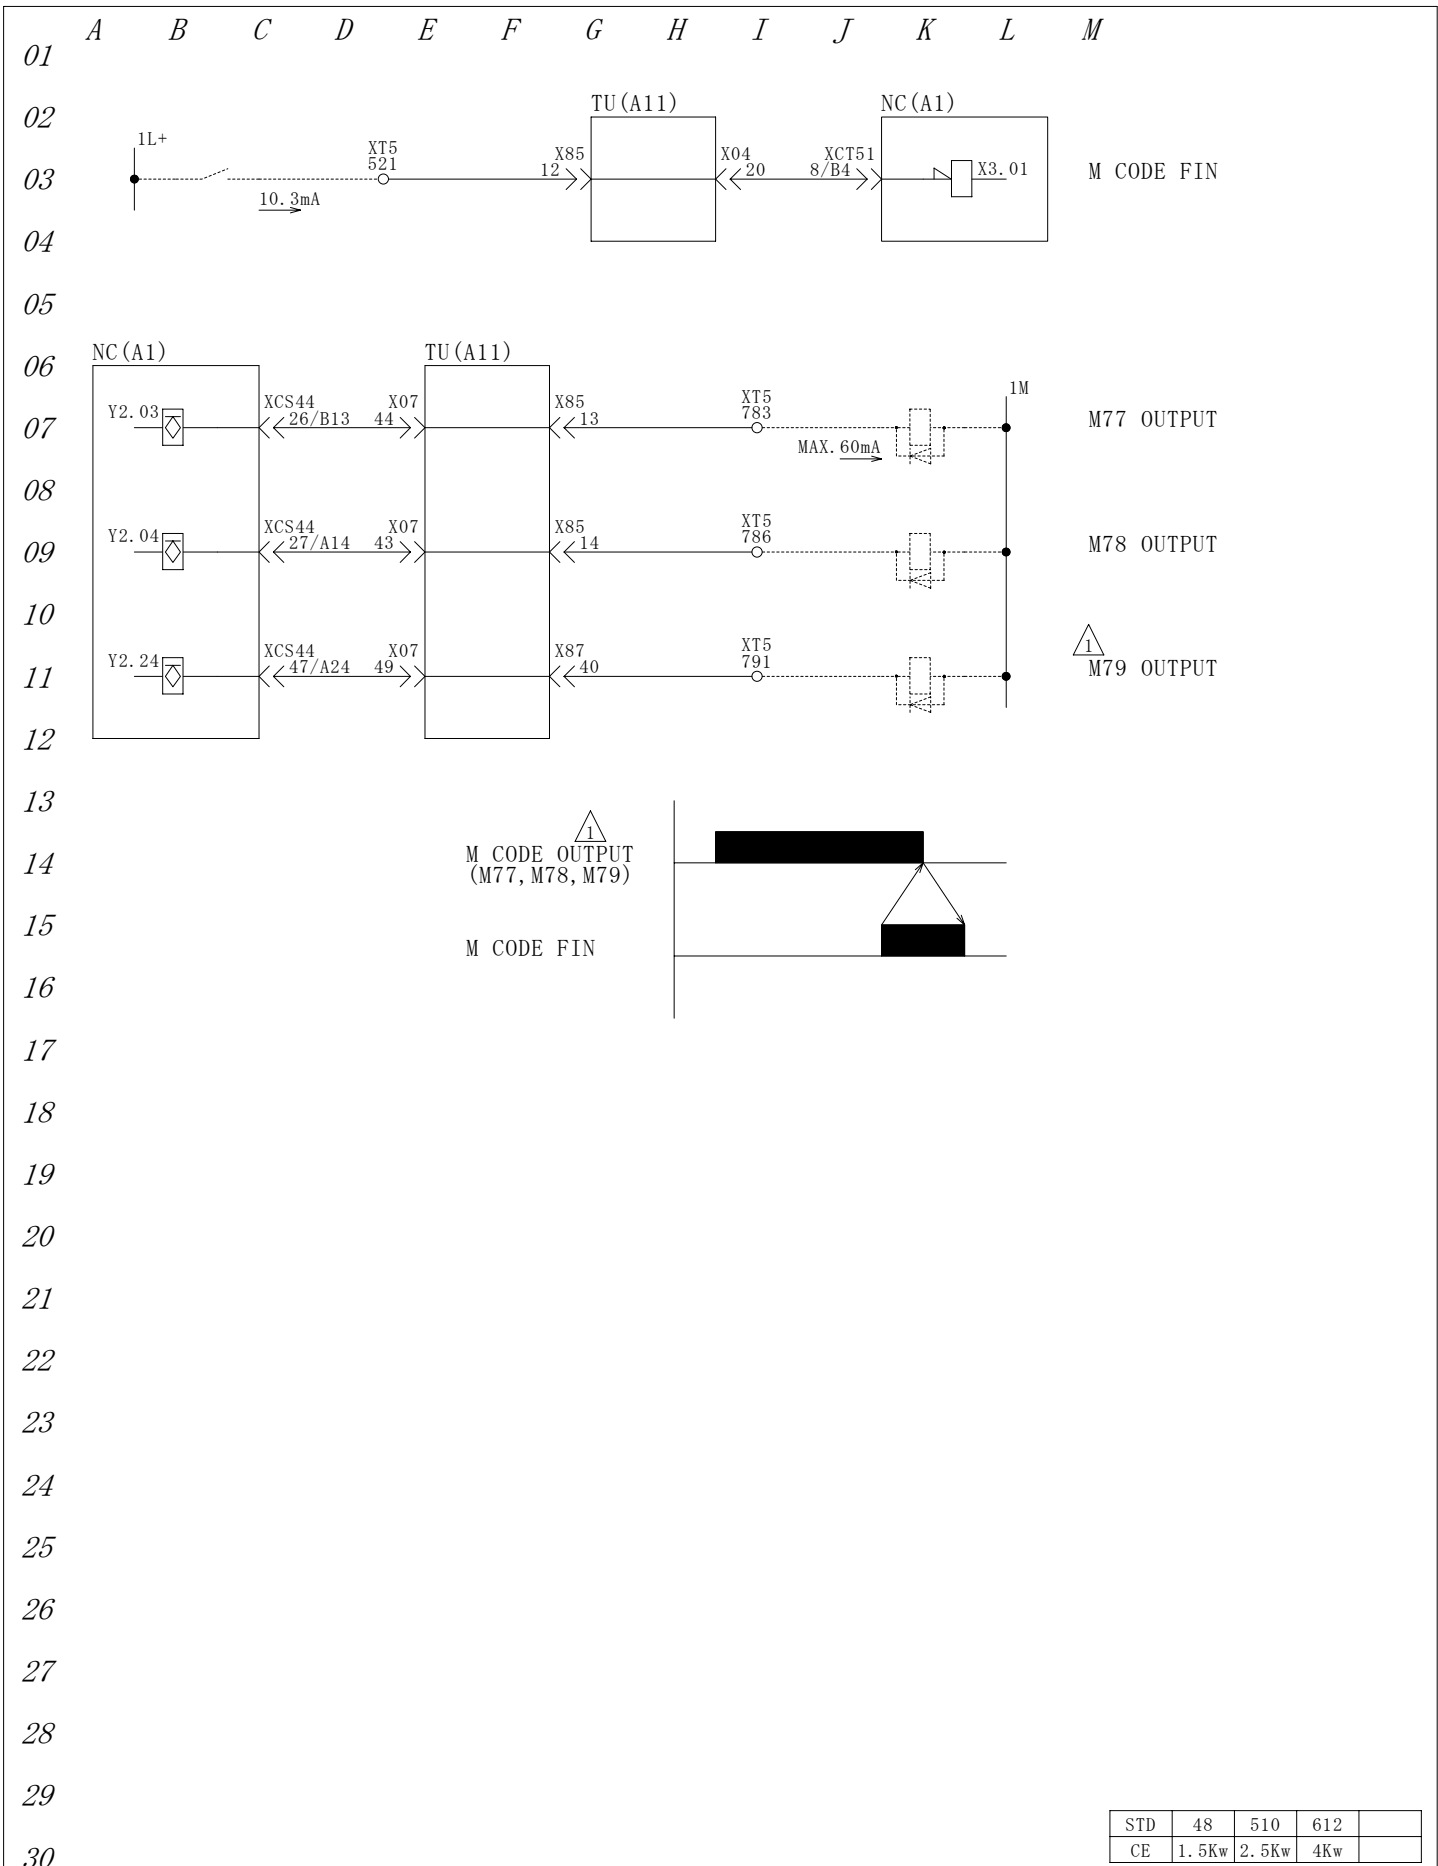 A B C D E F G H I J K L M
01
02
TU(A11) NC(A1)
1L+
XT5
521
X85
12
X04
20
XCT51
8/B4
X3.01
03
M CODE FIN
10.3mA
04
05
06
NC(A1) TU(A11)
1M
07
Y2.03
XCS44
26/B13
X07
44
X85
13
XT5
783
MAX.60mA
M77 OUTPUT
08
09
Y2.04
XCS44
27/A14
X07
43
X85
14
XT5
786
M78 OUTPUT
10
1
11
Y2.24
XCS44
47/A24
X07
49
X87
40
XT5
791
M79 OUTPUT
12
13
1
14
M CODE OUTPUT
(M77,M78,M79)
15
M CODE FIN
16
17
18
19
20
21
22
23
24
25
26
27
28
29
STD 48 510 612
30
CE 1.5Kw 2.5Kw 4Kw